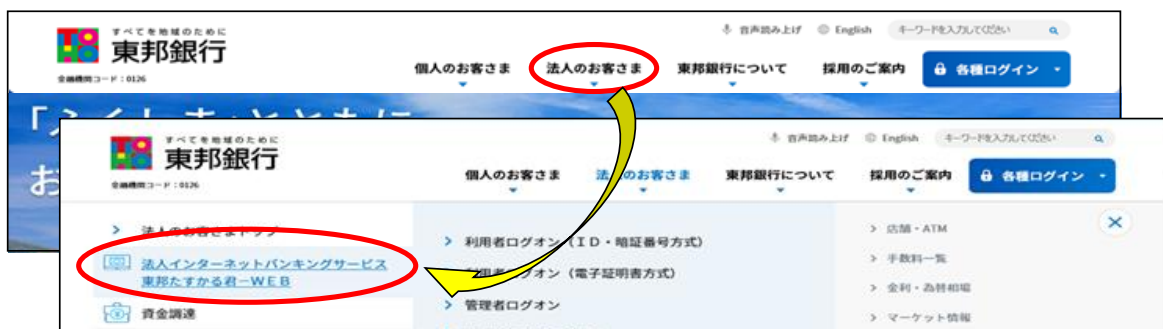 すべてを地域のために
東邦銀行
金融機関コード:0126
音声読み上げ
English
キーワードを入力してください
個人のお客さま
法人のお客さま
東邦銀行について
採用のご案内
各種ログイン
「ふくしま」とともに
お
すべてを地域のために
東邦銀行
金融機関コード:0126
音声読み上げ
English
キーワードを入力してください
個人のお客さま
法人のお客さま
東邦銀行について
採用のご案内
各種ログイン
法人のお客さまトップ
法人インターネットバンキングサービス
東邦たすかる君-WEB
資金調達
利用者ログオン(ID・暗証番号方式)
利用者ログオン(電子証明書方式)
管理者ログオン
店舗・ATM
手数料一覧
金利・為替相場
マーケット情報